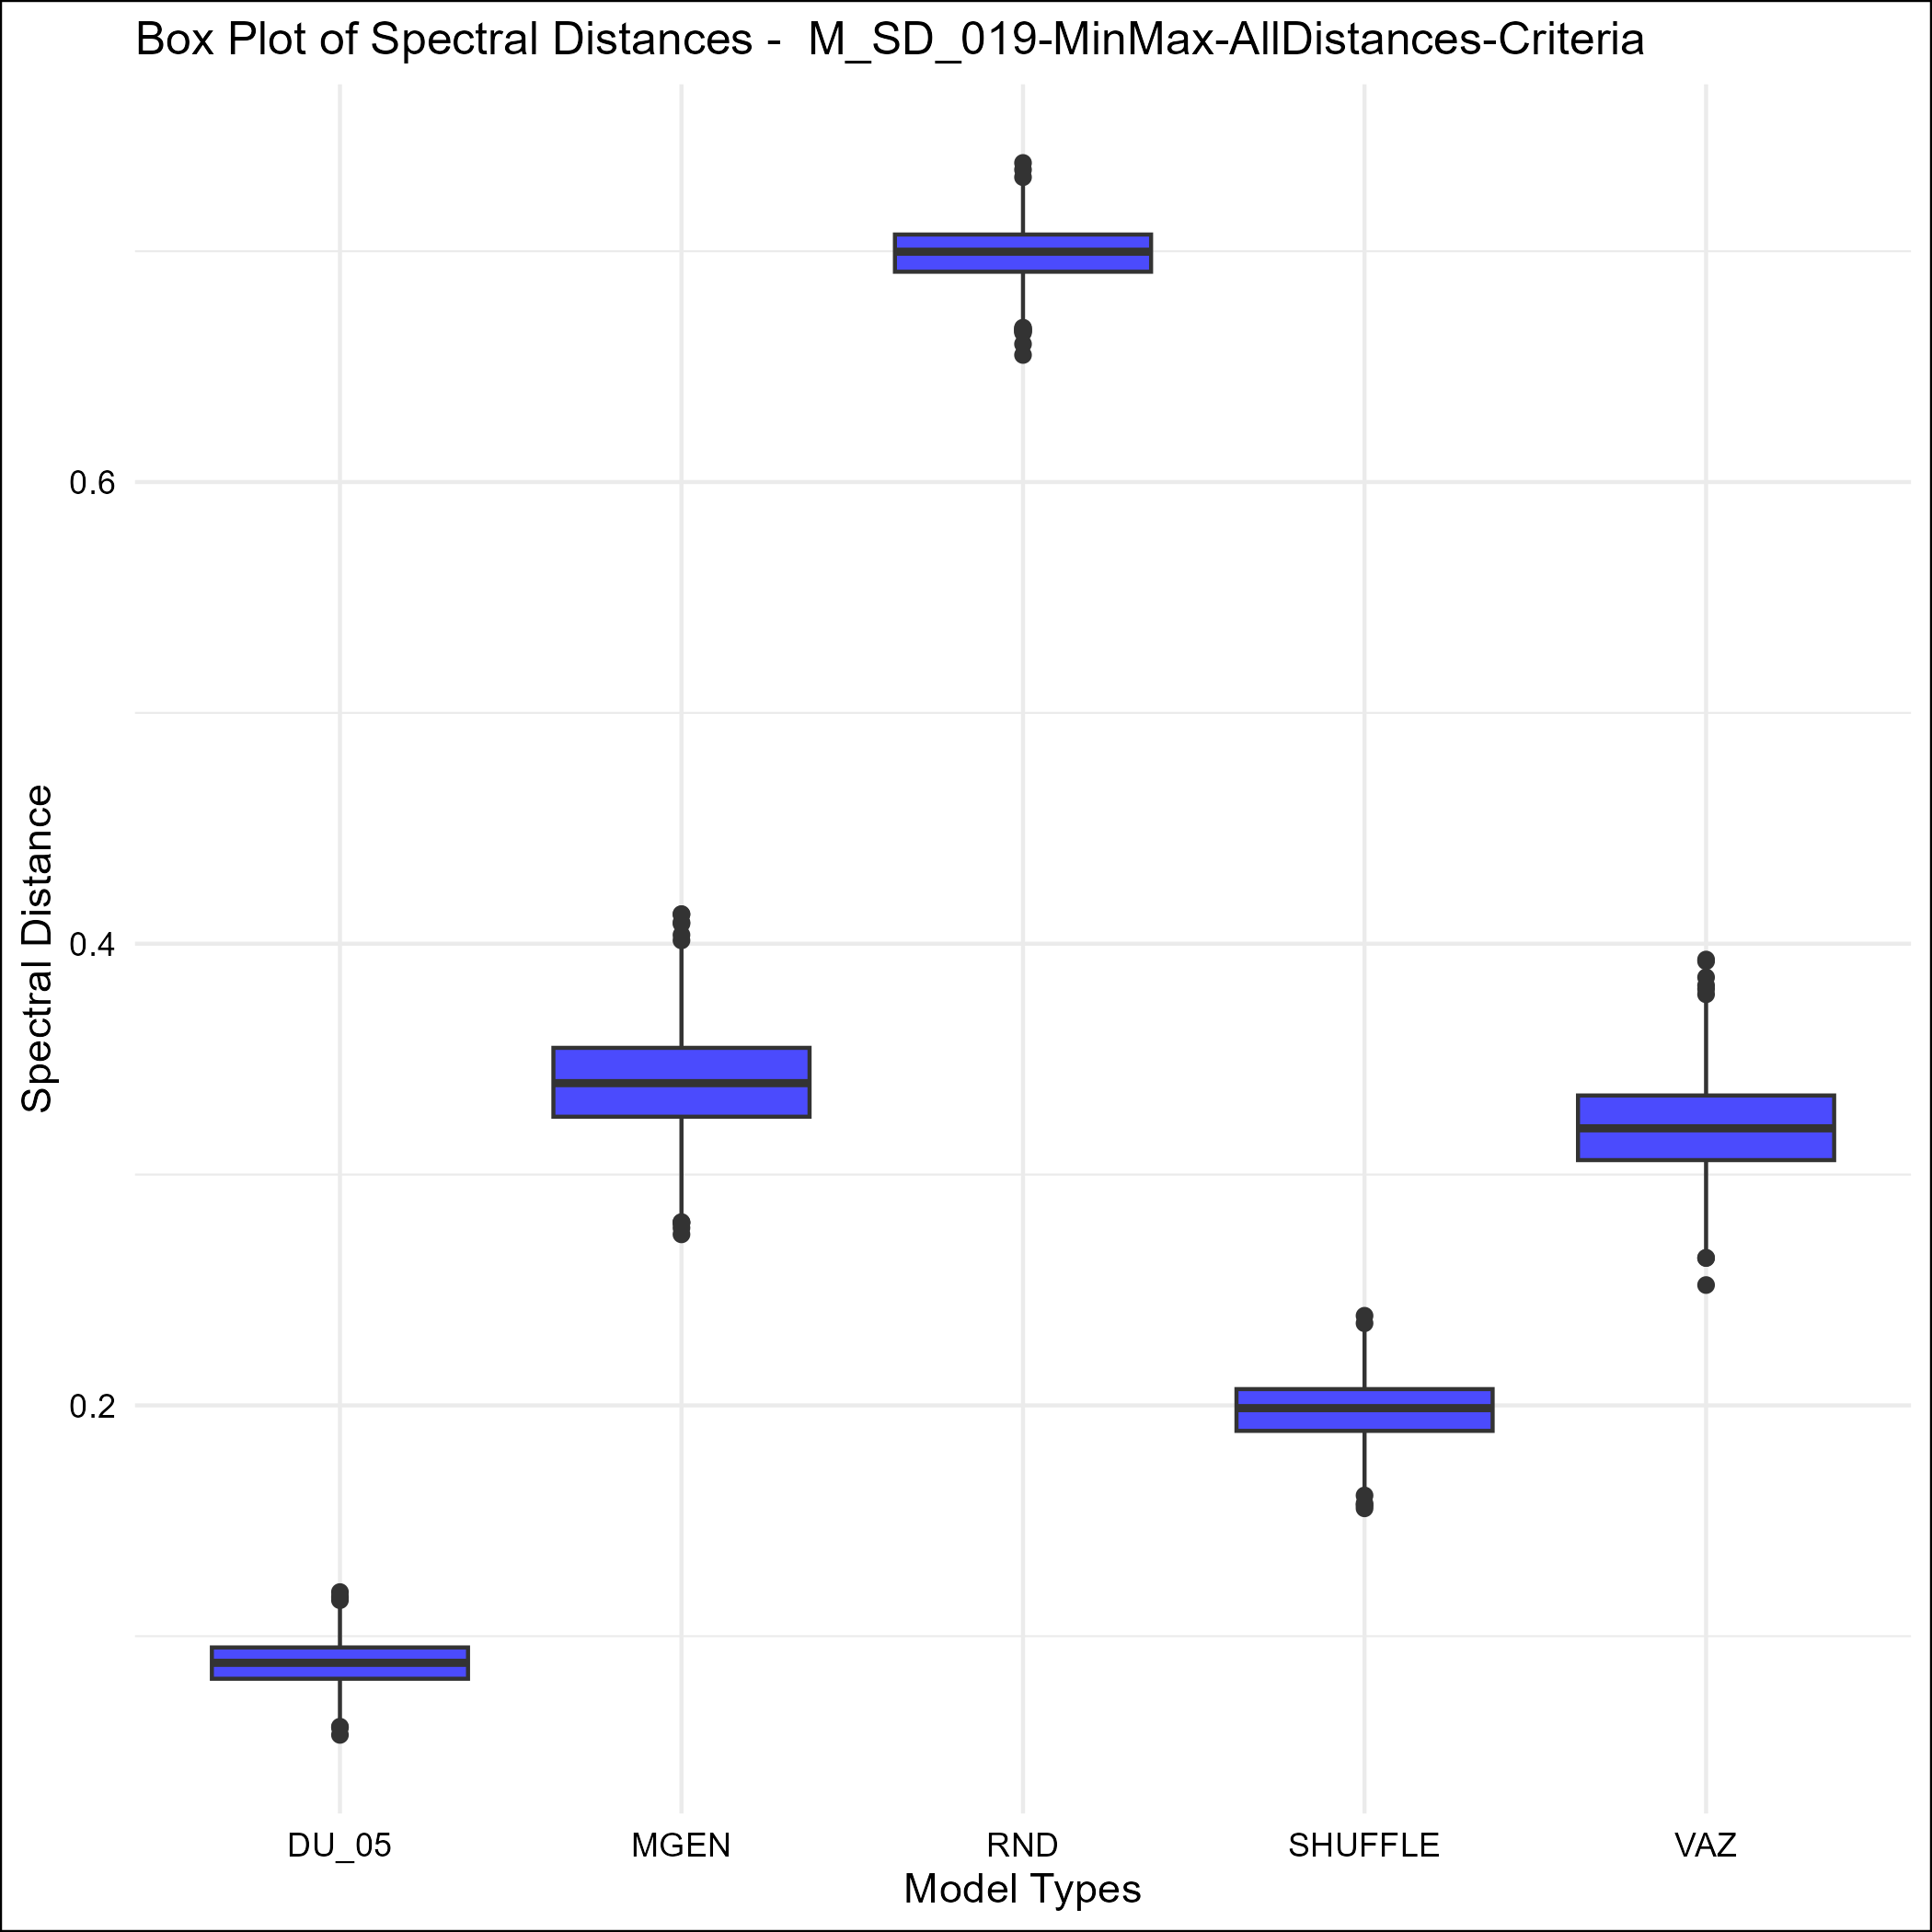 Box Plot of Spectral Distances -  M_SD_019-MinMax-AllDistances-Criteria
Spectral Distance
0.6
0.4
0.2
DU_05 MGEN RND SHUFFLE VAZ
Model Types